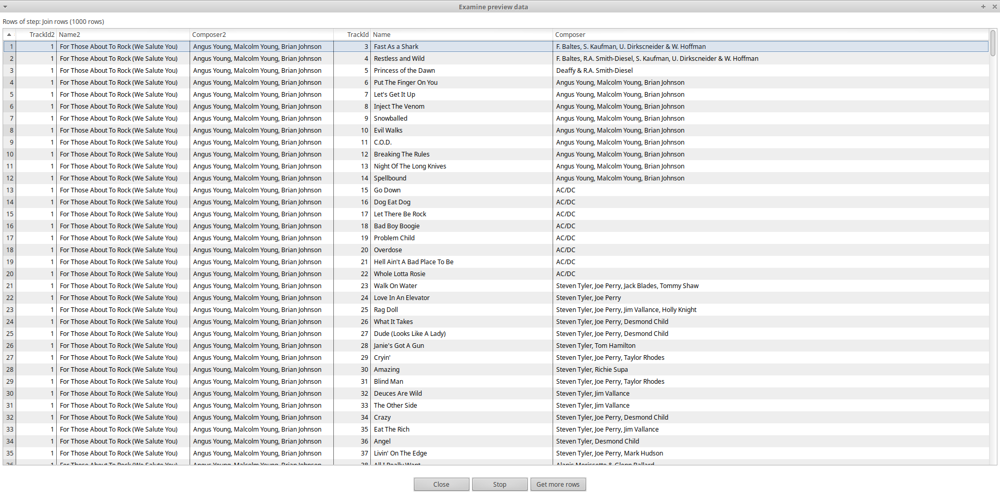 Examine preview data
Rows of step: Join rows (1000 rows)
TrackId2 Name2 Composer2 TrackId Name Composer
1 1 For Those About To Rock (We Salute You) Angus Young, Malcolm Young, Brian Johnson 3 Fast As a Shark F. Baltes, S. Kaufman, U. Dirkscneider & W. Hoffman
2 1 For Those About To Rock (We Salute You) Angus Young, Malcolm Young, Brian Johnson 4 Restless and Wild F. Baltes, R.A. Smith-Diesel, S. Kaufman, U. Dirkscneider & W. Hoffman
3 1 For Those About To Rock (We Salute You) Angus Young, Malcolm Young, Brian Johnson 5 Princess of the Dawn Deaffy & R.A. Smith-Diesel
4 1 For Those About To Rock (We Salute You) Angus Young, Malcolm Young, Brian Johnson 6 Put The Finger On You Angus Young, Malcolm Young, Brian Johnson
5 1 For Those About To Rock (We Salute You) Angus Young, Malcolm Young, Brian Johnson 7 Let's Get It Up Angus Young, Malcolm Young, Brian Johnson
6 1 For Those About To Rock (We Salute You) Angus Young, Malcolm Young, Brian Johnson 8 Inject The Venom Angus Young, Malcolm Young, Brian Johnson
7 1 For Those About To Rock (We Salute You) Angus Young, Malcolm Young, Brian Johnson 9 Snowballed Angus Young, Malcolm Young, Brian Johnson
8 1 For Those About To Rock (We Salute You) Angus Young, Malcolm Young, Brian Johnson 10 Evil Walks Angus Young, Malcolm Young, Brian Johnson
9 1 For Those About To Rock (We Salute You) Angus Young, Malcolm Young, Brian Johnson 11 C.O.D. Angus Young, Malcolm Young, Brian Johnson
10 1 For Those About To Rock (We Salute You) Angus Young, Malcolm Young, Brian Johnson 12 Breaking The Rules Angus Young, Malcolm Young, Brian Johnson
11 1 For Those About To Rock (We Salute You) Angus Young, Malcolm Young, Brian Johnson 13 Night Of The Long Knives Angus Young, Malcolm Young, Brian Johnson
12 1 For Those About To Rock (We Salute You) Angus Young, Malcolm Young, Brian Johnson 14 Spellbound Angus Young, Malcolm Young, Brian Johnson
13 1 For Those About To Rock (We Salute You) Angus Young, Malcolm Young, Brian Johnson 15 Go Down AC/DC
14 1 For Those About To Rock (We Salute You) Angus Young, Malcolm Young, Brian Johnson 16 Dog Eat Dog AC/DC
15 1 For Those About To Rock (We Salute You) Angus Young, Malcolm Young, Brian Johnson 17 Let There Be Rock AC/DC
16 1 For Those About To Rock (We Salute You) Angus Young, Malcolm Young, Brian Johnson 18 Bad Boy Boogie AC/DC
17 1 For Those About To Rock (We Salute You) Angus Young, Malcolm Young, Brian Johnson 19 Problem Child AC/DC
18 1 For Those About To Rock (We Salute You) Angus Young, Malcolm Young, Brian Johnson 20 Overdose AC/DC
19 1 For Those About To Rock (We Salute You) Angus Young, Malcolm Young, Brian Johnson 21 Hell Ain't A Bad Place To Be AC/DC
20 1 For Those About To Rock (We Salute You) Angus Young, Malcolm Young, Brian Johnson 22 Whole Lotta Rosie AC/DC
21 1 For Those About To Rock (We Salute You) Angus Young, Malcolm Young, Brian Johnson 23 Walk On Water Steven Tyler, Joe Perry, Jack Blades, Tommy Shaw
22 1 For Those About To Rock (We Salute You) Angus Young, Malcolm Young, Brian Johnson 24 Love In An Elevator Steven Tyler, Joe Perry
23 1 For Those About To Rock (We Salute You) Angus Young, Malcolm Young, Brian Johnson 25 Rag Doll Steven Tyler, Joe Perry, Jim Vallance, Holly Knight
24 1 For Those About To Rock (We Salute You) Angus Young, Malcolm Young, Brian Johnson 26 What It Takes Steven Tyler, Joe Perry, Desmond Child
25 1 For Those About To Rock (We Salute You) Angus Young, Malcolm Young, Brian Johnson 27 Dude (Looks Like A Lady) Steven Tyler, Joe Perry, Desmond Child
26 1 For Those About To Rock (We Salute You) Angus Young, Malcolm Young, Brian Johnson 28 Janie's Got A Gun Steven Tyler, Tom Hamilton
27 1 For Those About To Rock (We Salute You) Angus Young, Malcolm Young, Brian Johnson 29 Cryin' Steven Tyler, Joe Perry, Taylor Rhodes
28 1 For Those About To Rock (We Salute You) Angus Young, Malcolm Young, Brian Johnson 30 Amazing Steven Tyler, Richie Supa
29 1 For Those About To Rock (We Salute You) Angus Young, Malcolm Young, Brian Johnson 31 Blind Man Steven Tyler, Joe Perry, Taylor Rhodes
30 1 For Those About To Rock (We Salute You) Angus Young, Malcolm Young, Brian Johnson 32 Deuces Are Wild Steven Tyler, Jim Vallance
31 1 For Those About To Rock (We Salute You) Angus Young, Malcolm Young, Brian Johnson 33 The Other Side Steven Tyler, Jim Vallance
32 1 For Those About To Rock (We Salute You) Angus Young, Malcolm Young, Brian Johnson 34 Crazy Steven Tyler, Joe Perry, Desmond Child
33 1 For Those About To Rock (We Salute You) Angus Young, Malcolm Young, Brian Johnson 35 Eat The Rich Steven Tyler, Joe Perry, Jim Vallance
34 1 For Those About To Rock (We Salute You) Angus Young, Malcolm Young, Brian Johnson 36 Angel Steven Tyler, Desmond Child
35 1 For Those About To Rock (We Salute You) Angus Young, Malcolm Young, Brian Johnson 37 Livin' On The Edge Steven Tyler, Joe Perry, Mark Hudson
36 1 For Those About To Rock (We Salute You) Angus Young, Malcolm Young, Brian Johnson 38 All I Really Want Alanis Morissette & Glenn Ballard
Close Stop Get more rows